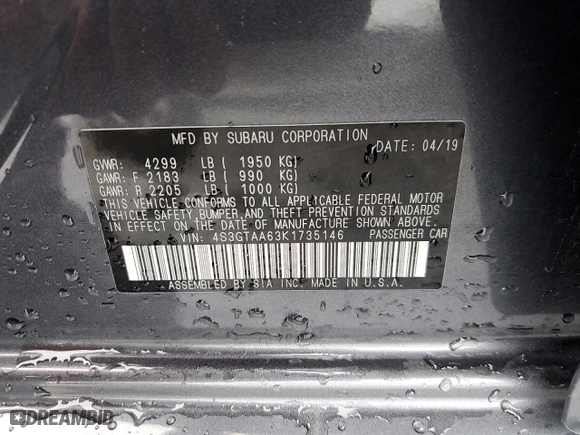 MFD BY SUBARU CORPORATION
DATE: 04/19
GVWR: 4299 LB ( 1950 KG)
GAWR: F 2183 LB ( 990 KG)
GAWR: R 2205 LB ( 1000 KG)
THIS VEHICLE CONFORMS TO ALL APPLICABLE FEDERAL MOTOR
VEHICLE SAFETY, BUMPER, AND THEFT PREVENTION STANDARDS
IN EFFECT ON THE DATE OF MANUFACTURE SHOWN ABOVE.
VIN: 4S3GTAA63K1735146 PASSENGER CAR
ASSEMBLED BY SIA INC. MADE IN U.S.A.
DREAMBID